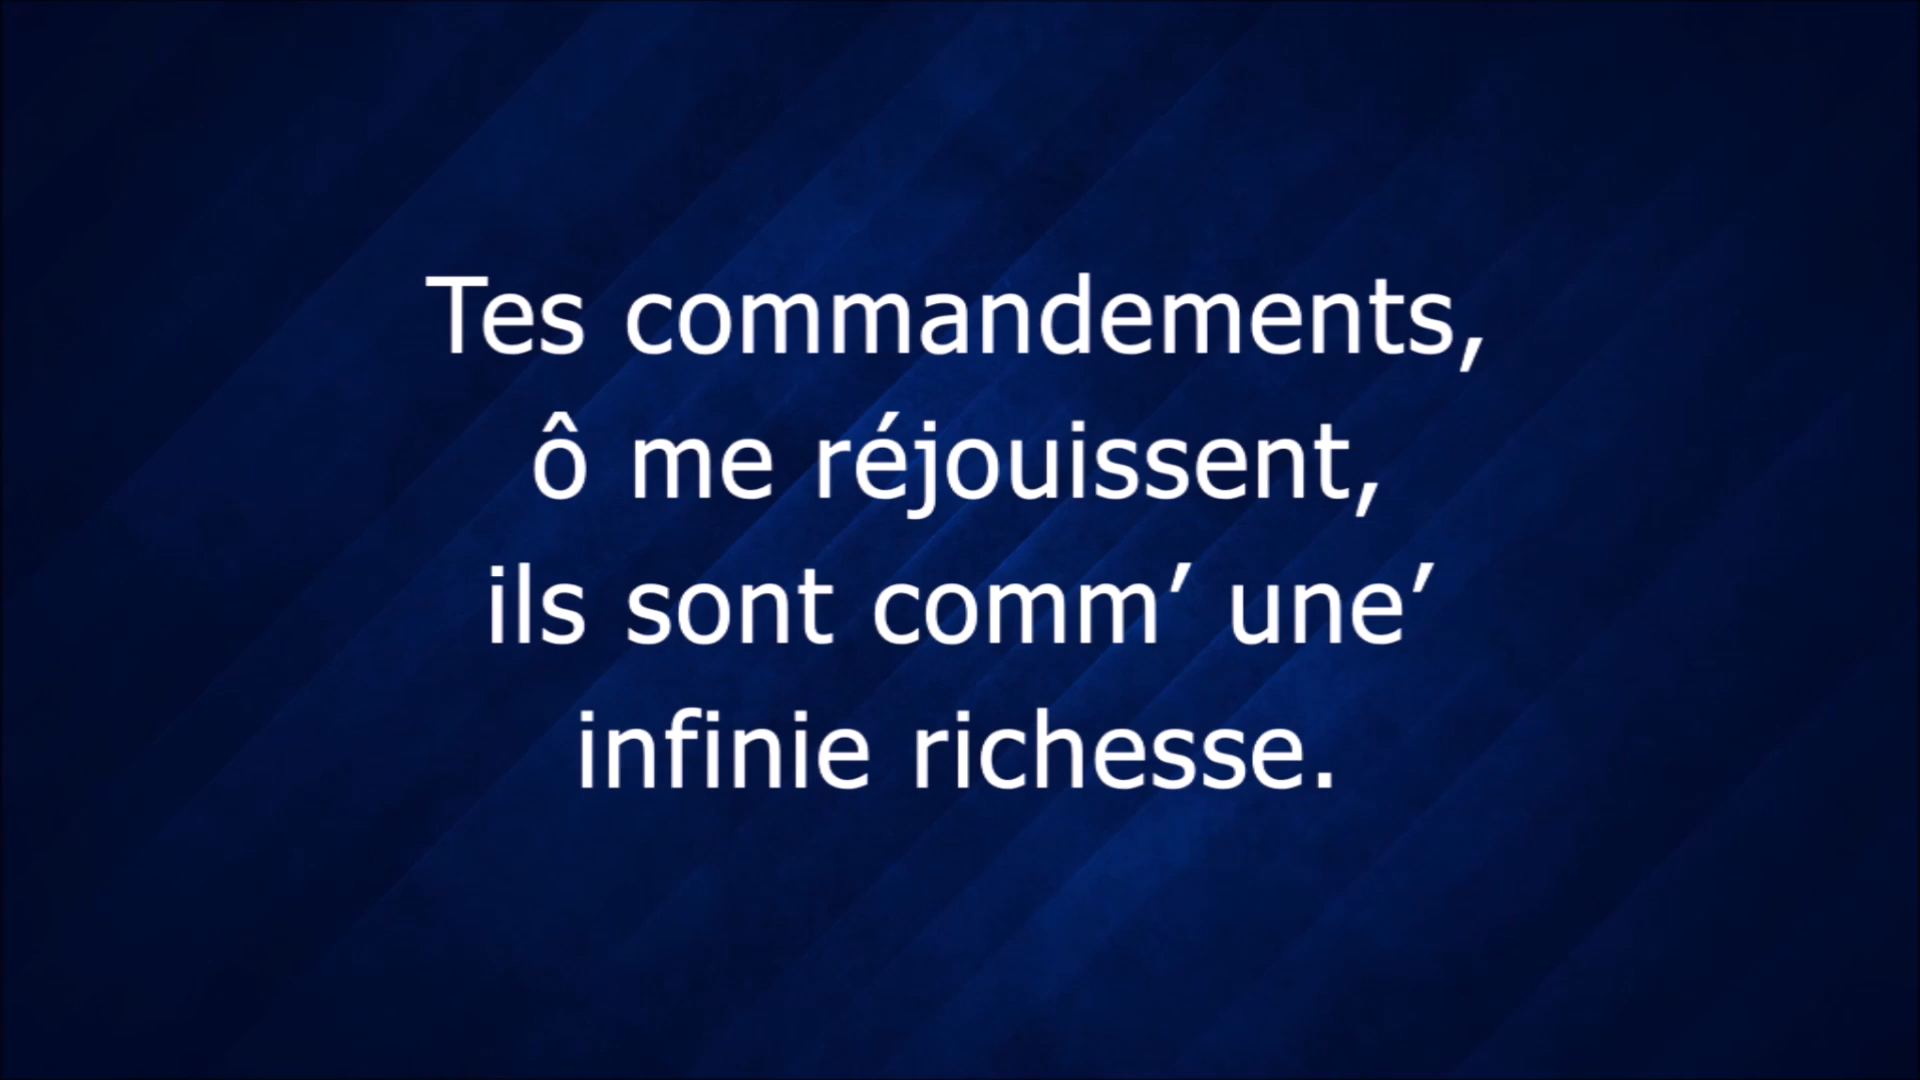 Tes commandements,
ô me réjouissent,
ils sont comm’ une’
infinie richesse.